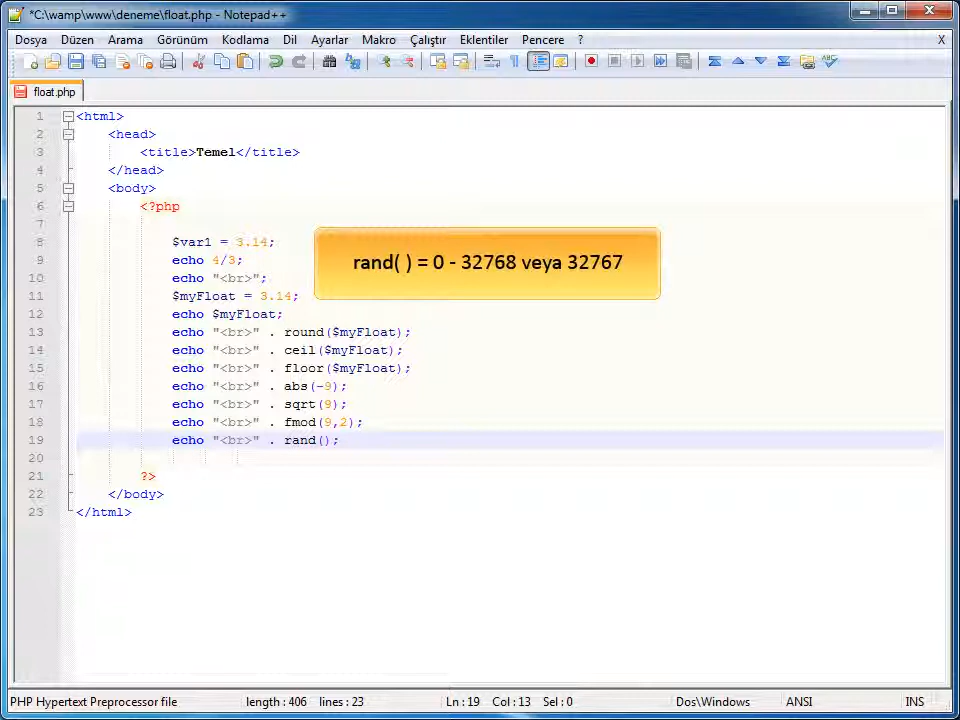 *C:\wamp\www\deneme\float.php - Notepad++
Dosya Düzen Arama Görünüm Kodlama Dil Ayarlar Makro Çalıştır Eklentiler Pencere ? X
float.php
1 <html>
2 <head>
3 <title>Temel</title>
4 </head>
5 <body>
6 <?php
7
8 $var1 = 3.14;
9 echo 4/3;
10 echo "<br>";
11 $myFloat = 3.14;
12 echo $myFloat;
13 echo "<br>" . round($myFloat);
14 echo "<br>" . ceil($myFloat);
15 echo "<br>" . floor($myFloat);
16 echo "<br>" . abs(-9);
17 echo "<br>" . sqrt(9);
18 echo "<br>" . fmod(9,2);
19 echo "<br>" . rand();
20
21 ?>
22 </body>
23 </html>
rand( ) = 0 - 32768 veya 32767
PHP Hypertext Preprocessor file length : 406 lines : 23 Ln : 19 Col : 13 Sel : 0 Dos\Windows ANSI INS